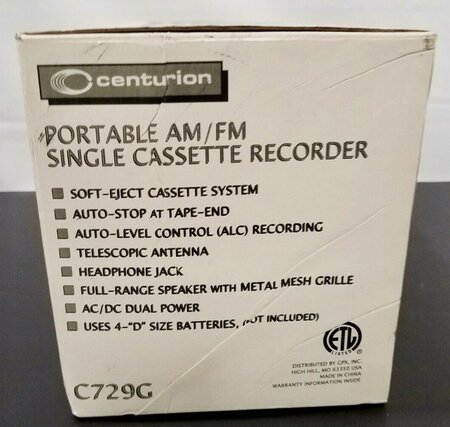 centurion
PORTABLE AM/FM
SINGLE CASSETTE RECORDER
SOFT-EJECT CASSETTE SYSTEM
AUTO-STOP AT TAPE-END
AUTO-LEVEL CONTROL (ALC) RECORDING
TELESCOPIC ANTENNA
HEADPHONE JACK
FULL-RANGE SPEAKER WITH METAL MESH GRILLE
AC/DC DUAL POWER
USES 4-"D" SIZE BATTERIES, (NOT INCLUDED)
ETL
LISTED
DISTRIBUTED BY GPX, INC.
HIGH HILL, MO 63350 USA
MADE IN CHINA
WARRANTY INFORMATION INSIDE
C729G